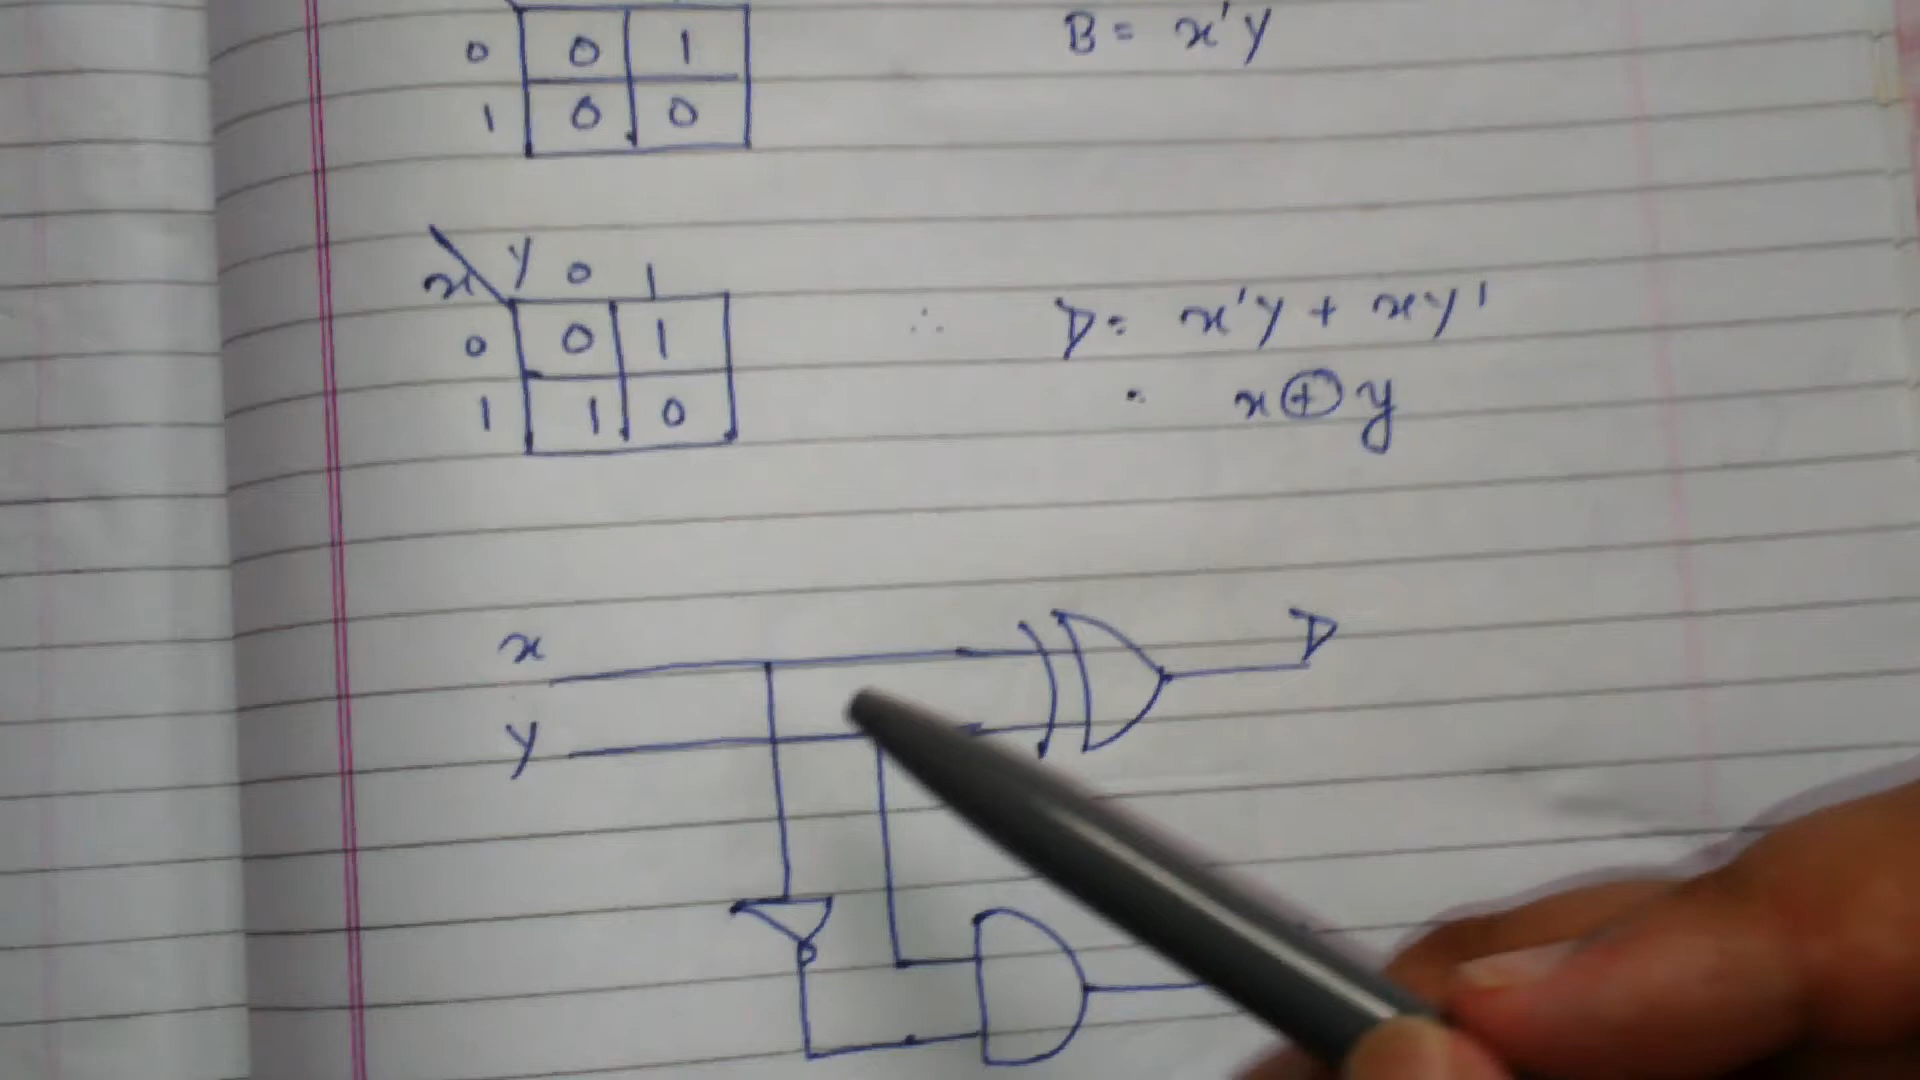 0 0 1 B = x'y
1 0 0
x y 0 1
0 0 1 ∴ D = x'y + xy'
1 1 0 = x ⊕ y
x D
y